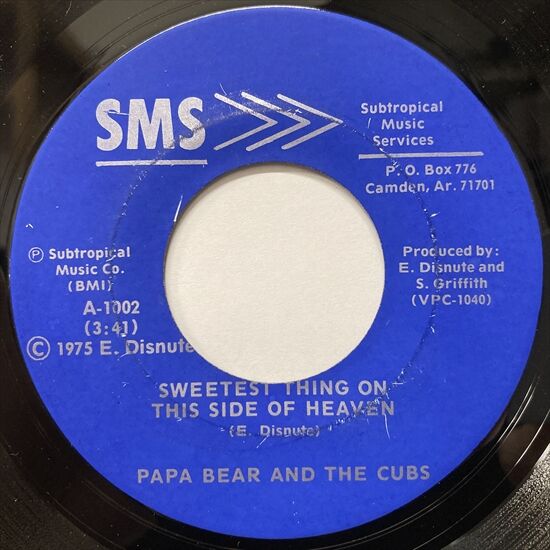 SMS
Subtropical
Music
Services
P.O. Box 776
Camden, Ar. 71701
℗ Subtropical
Music Co.
(BMI)
A-1002
(3:41)
© 1975 E. Disnute
Produced by:
E. Disnute and
S. Griffith
(VPC-1040)
SWEETEST THING ON
THIS SIDE OF HEAVEN
(E. Disnute)
PAPA BEAR AND THE CUBS